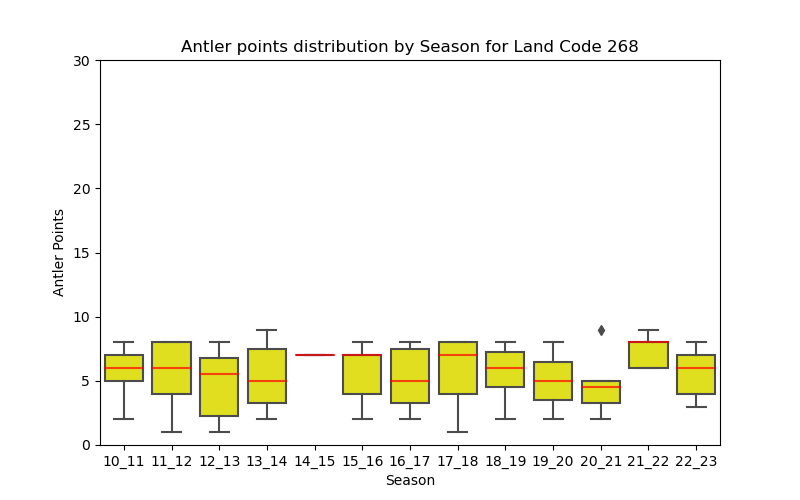 Antler points distribution by Season for Land Code 268
30
25
20
15
10
5
0
Antler Points
10_11 11_12 12_13 13_14 14_15 15_16 16_17 17_18 18_19 19_20 20_21 21_22 22_23
Season